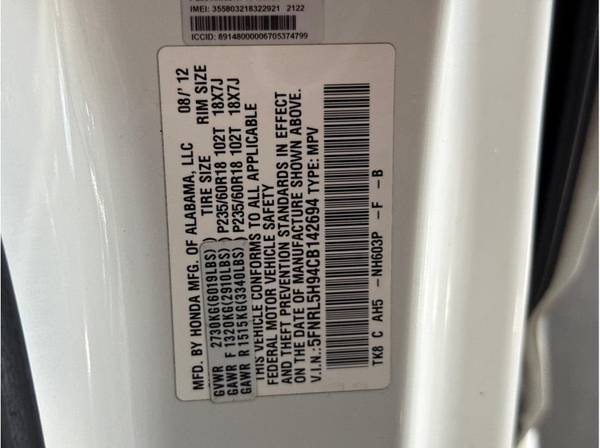 IMEI: 355803218322921 2122
ICCID: 89148000006705374799
MFD. BY HONDA MFG. OF ALABAMA, LLC 08/'12
TIRE SIZE RIM SIZE
GVWR 2730KG(6019LBS)
GAWR F 1320KG(2910LBS) P235/60R18 102T 18X7J
GAWR R 1515KG(3340LBS) P235/60R18 102T 18X7J
THIS VEHICLE CONFORMS TO ALL APPLICABLE
FEDERAL MOTOR VEHICLE SAFETY
AND THEFT PREVENTION STANDARDS IN EFFECT
ON THE DATE OF MANUFACTURE SHOWN ABOVE.
V.I.N.: 5FNRL5H94CB142694 TYPE: MPV
TK8 C AH5 - NH603P - F - B